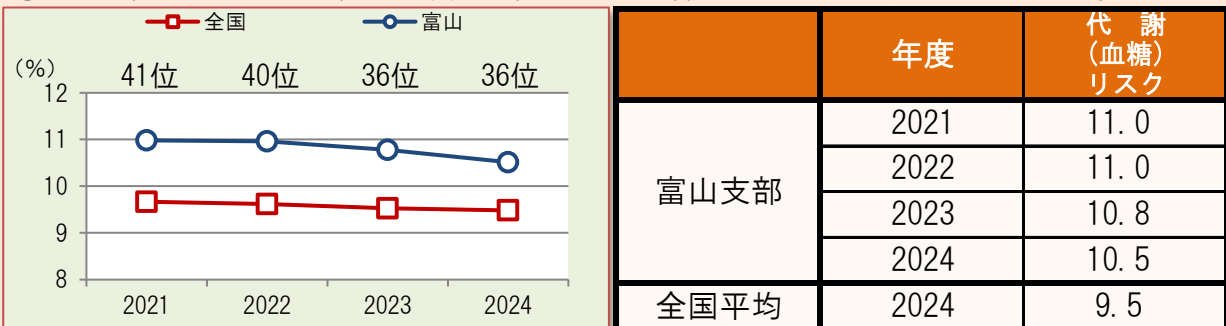 全国 富山
(%) 41位 40位 36位 36位
12
11
10
9
8
2021 2022 2023 2024
年度 代 謝
(血糖)
リスク
富山支部 2021 11.0
2022 11.0
2023 10.8
2024 10.5
全国平均 2024 9.5